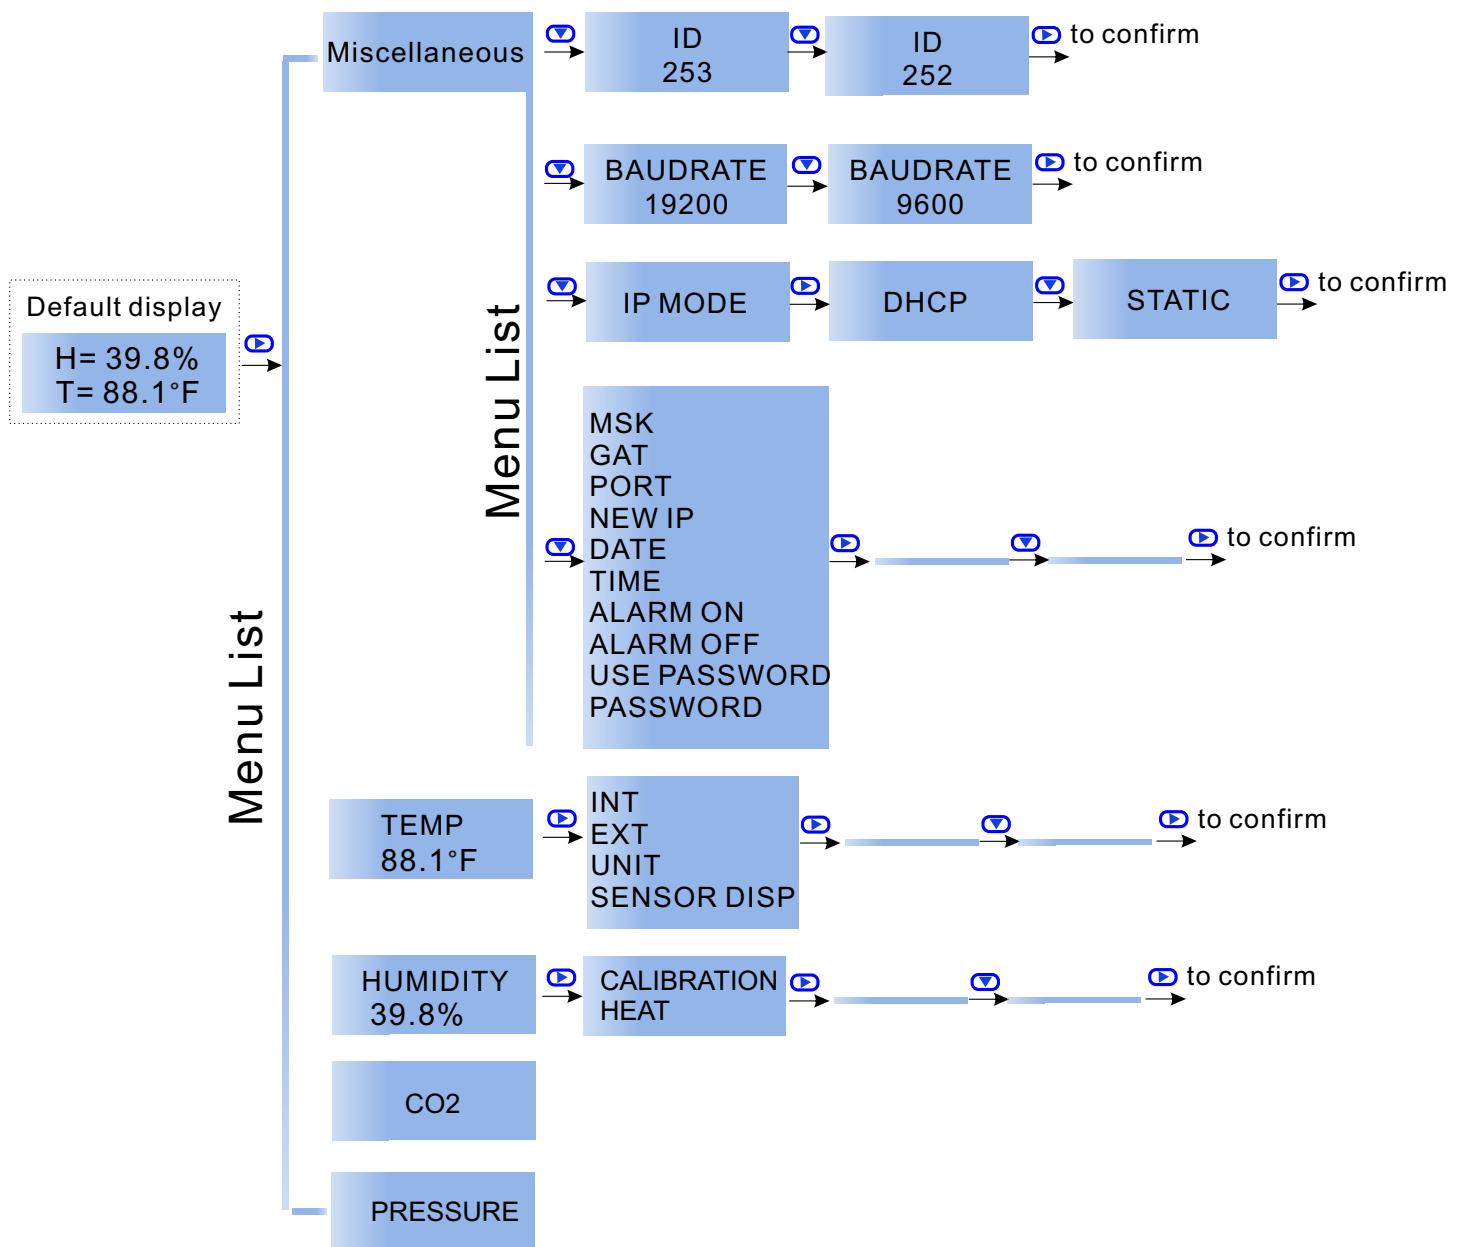 Miscellaneous
ID
253
ID
252
to confirm
BAUDRATE
19200
BAUDRATE
9600
to confirm
Default display
H= 39.8%
T= 88.1°F
Menu List
IP MODE
DHCP
STATIC
to confirm
MSK
GAT
PORT
NEW IP
DATE
TIME
ALARM ON
ALARM OFF
USE PASSWORD
PASSWORD
to confirm
Menu List
TEMP
88.1°F
INT
EXT
UNIT
SENSOR DISP
to confirm
HUMIDITY
39.8%
CALIBRATION
HEAT
to confirm
CO2
PRESSURE